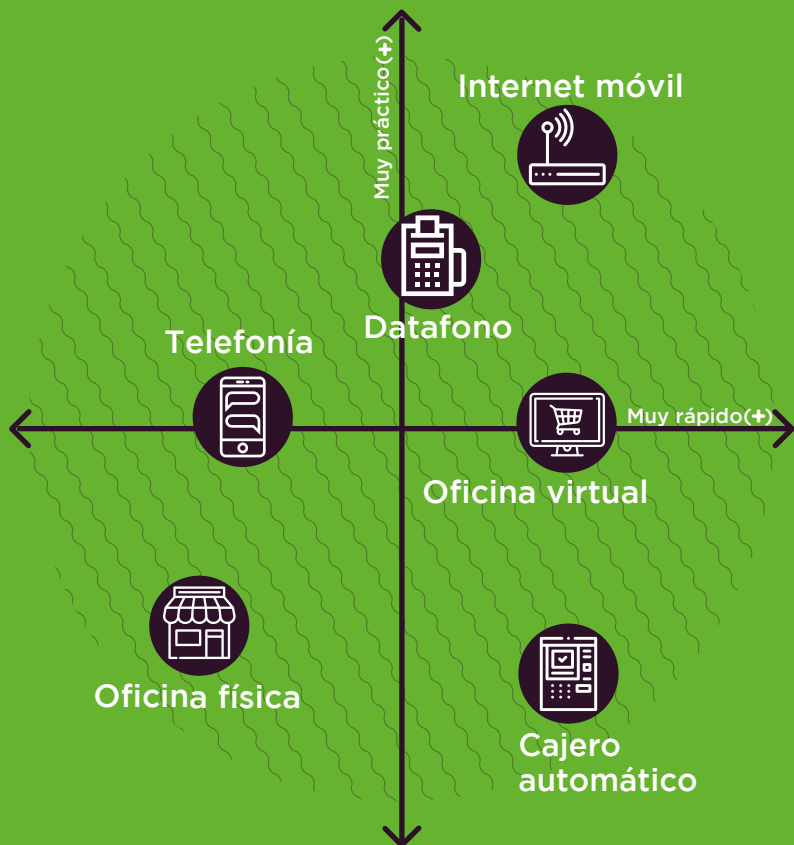 Muy práctico(+)
Internet móvil
Datafono
Telefonía
Muy rápido(+)
Oficina virtual
Oficina física
Cajero
automático